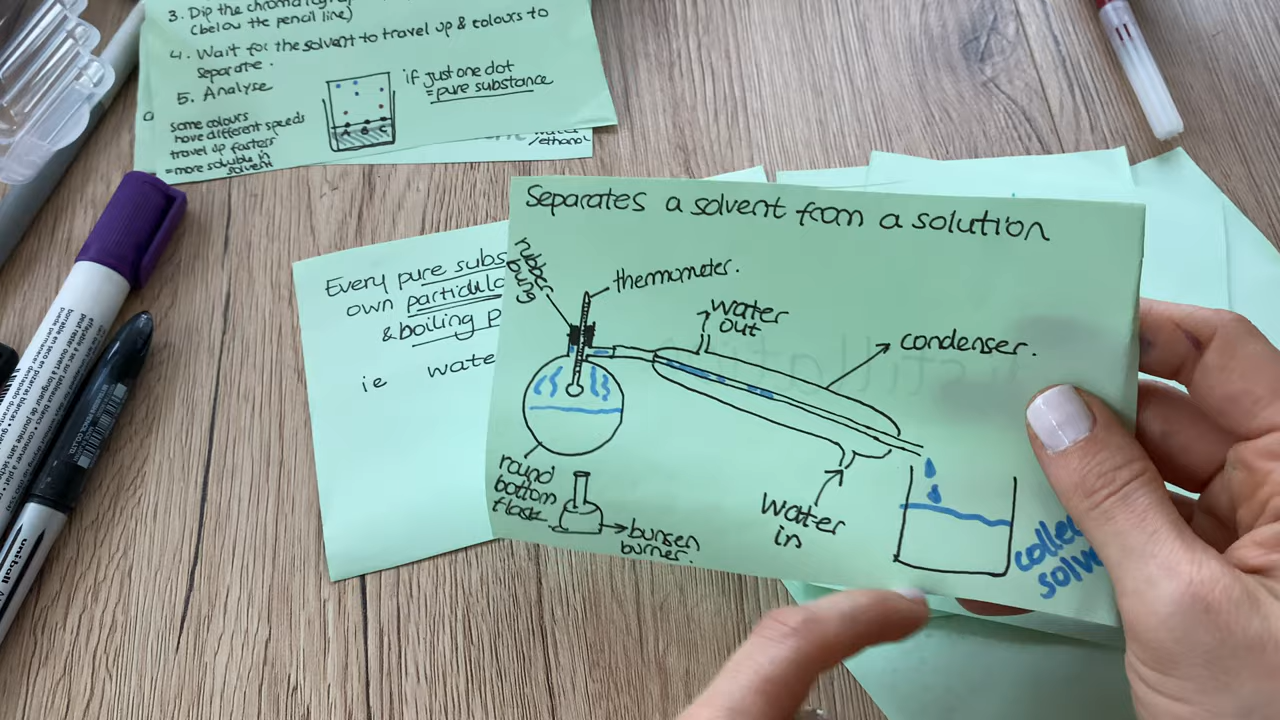 3. Dip the
(below the pencil line)
4. Wait for the solvent to travel up & colours to
separate.
5. Analyse
if just one dot
= pure substance
some colours
have different speeds
travel up faster
= more soluble in
solvent
A B C
water
/ethanol
Every pure subs
own particula
& boiling p
ie water
Separates a solvent from a solution
rubber
bung
thermometer.
water
out
condenser.
round
bottom
flask
bunsen
burner.
water
in
colle
solv
uniball